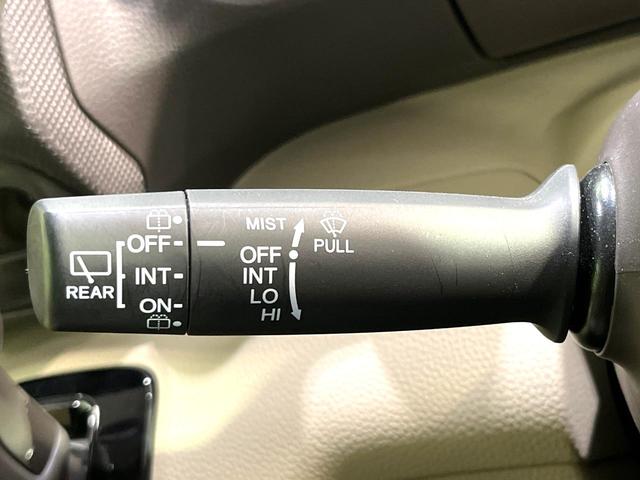 REAR
OFF
INT
ON
MIST
PULL
OFF
INT
LO
HI